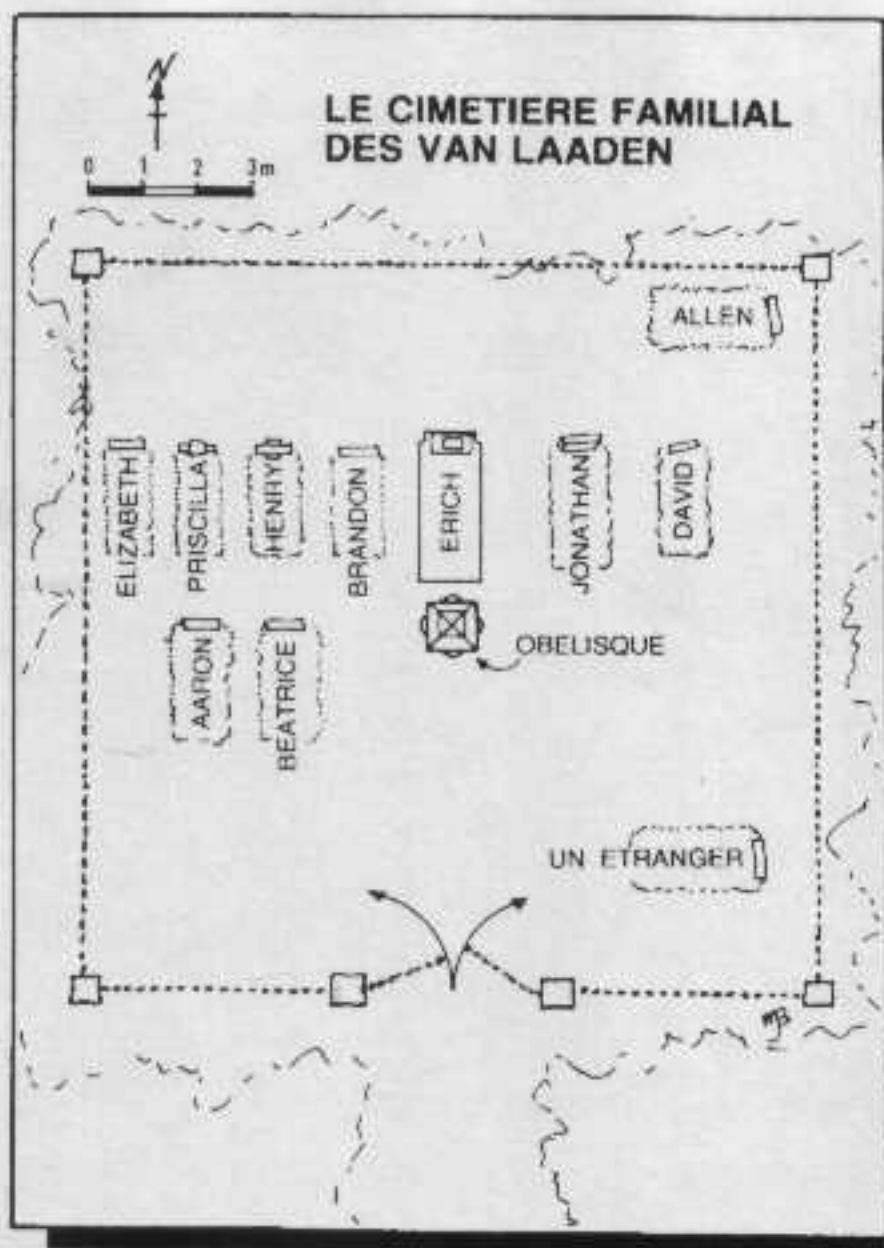 N
LE CIMETIERE FAMILIAL
DES VAN LAADEN
0 1 2 3m
ALLEN
ELIZABETH
PRISCILLA
HENRY
BRANDON
ERICH
JONATHAN
DAVID
OBELISQUE
AARON
BEATRICE
UN ETRANGER
MB